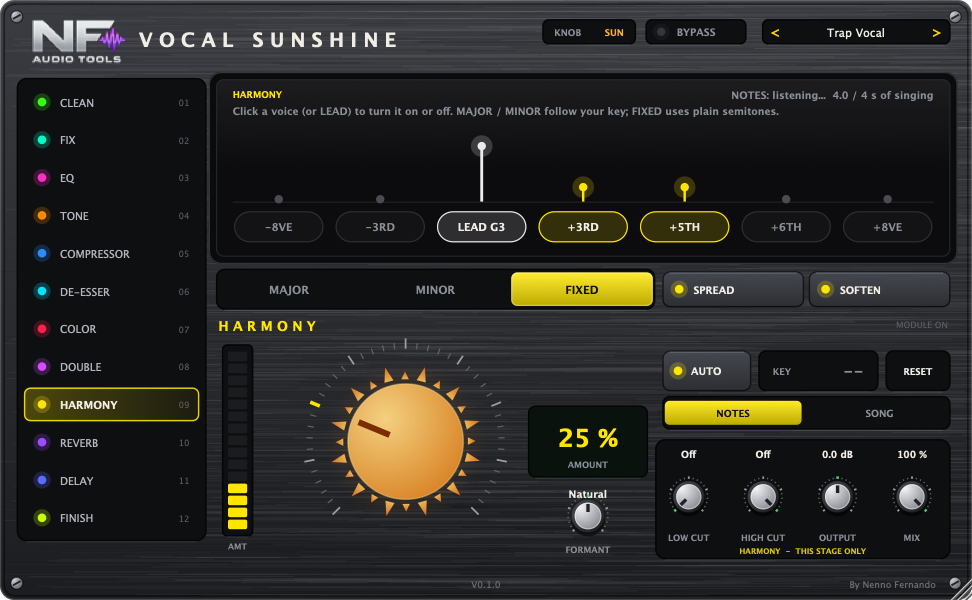 NF
AUDIO TOOLS
VOCAL SUNSHINE
KNOB SUN
BYPASS
< Trap Vocal >
CLEAN 01
FIX 02
EQ 03
TONE 04
COMPRESSOR 05
DE-ESSER 06
COLOR 07
DOUBLE 08
HARMONY 09
REVERB 10
DELAY 11
FINISH 12
HARMONY
NOTES: listening... 4.0 / 4 s of singing
Click a voice (or LEAD) to turn it on or off. MAJOR / MINOR follow your key; FIXED uses plain semitones.
-8VE
-3RD
LEAD G3
+3RD
+5TH
+6TH
+8VE
MAJOR
MINOR
FIXED
SPREAD
SOFTEN
HARMONY
MODULE ON
AMT
25 %
AMOUNT
Natural
FORMANT
AUTO
KEY --
RESET
NOTES
SONG
Off Off 0.0 dB 100 %
LOW CUT HIGH CUT OUTPUT MIX
HARMONY – THIS STAGE ONLY
V0.1.0
By Nenno Fernando